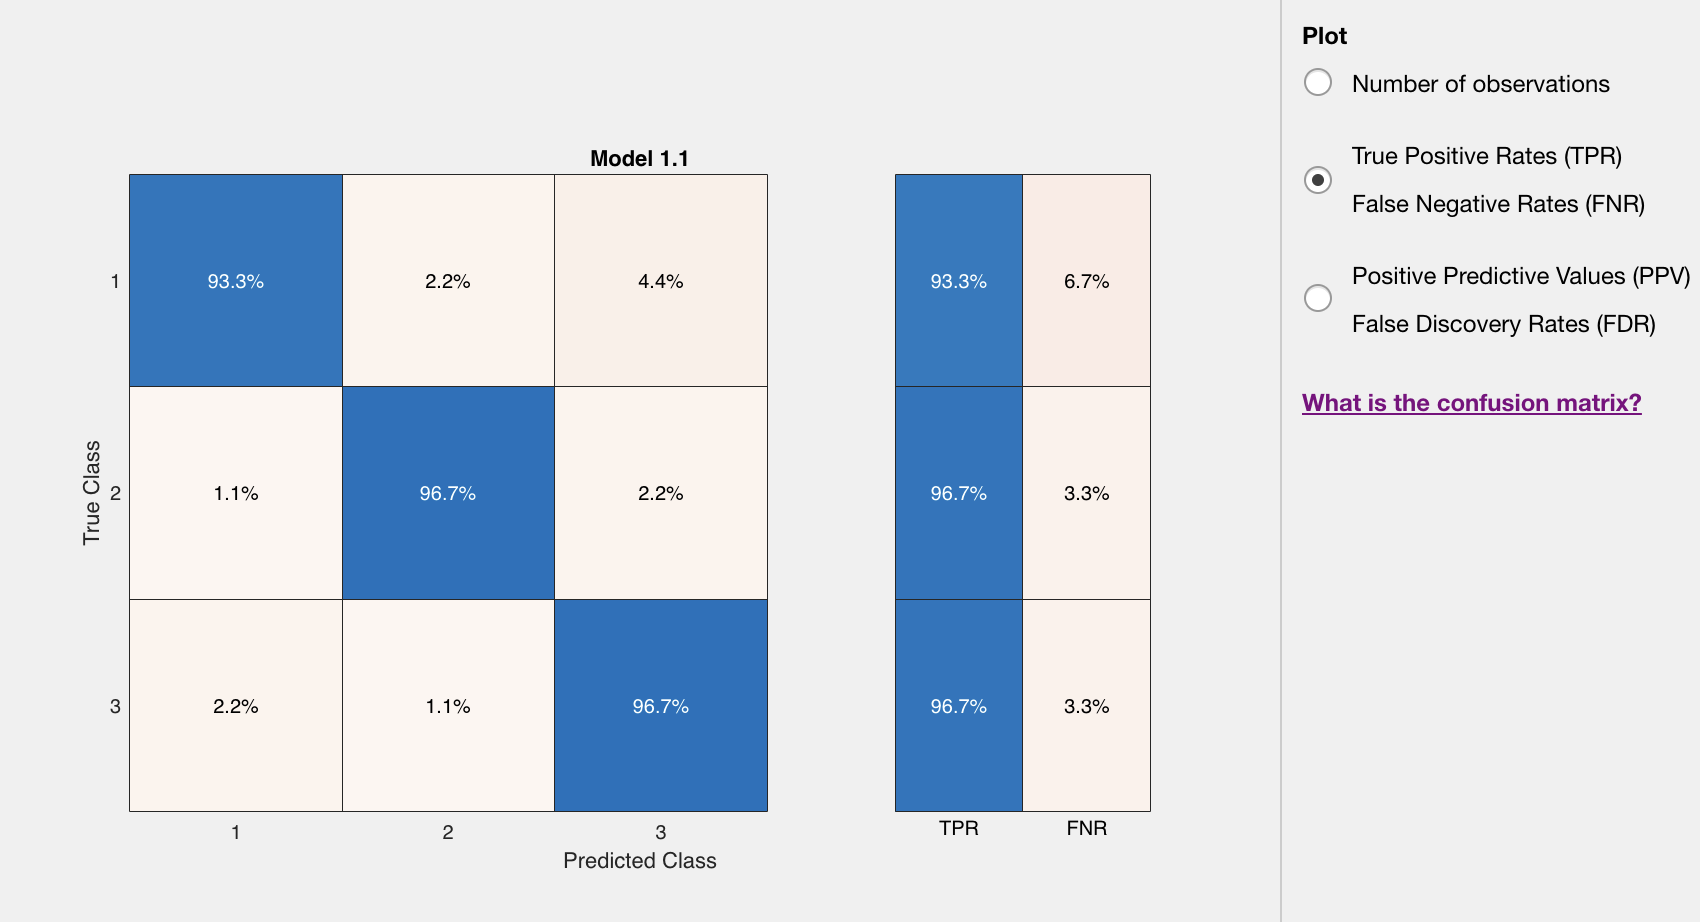 Model 1.1
True Class
1
93.3%
2.2%
4.4%
2
1.1%
96.7%
2.2%
3
2.2%
1.1%
96.7%
1
2
3
Predicted Class
93.3%
6.7%
96.7%
3.3%
96.7%
3.3%
TPR
FNR
Plot
Number of observations
True Positive Rates (TPR)
False Negative Rates (FNR)
Positive Predictive Values (PPV)
False Discovery Rates (FDR)
What is the confusion matrix?